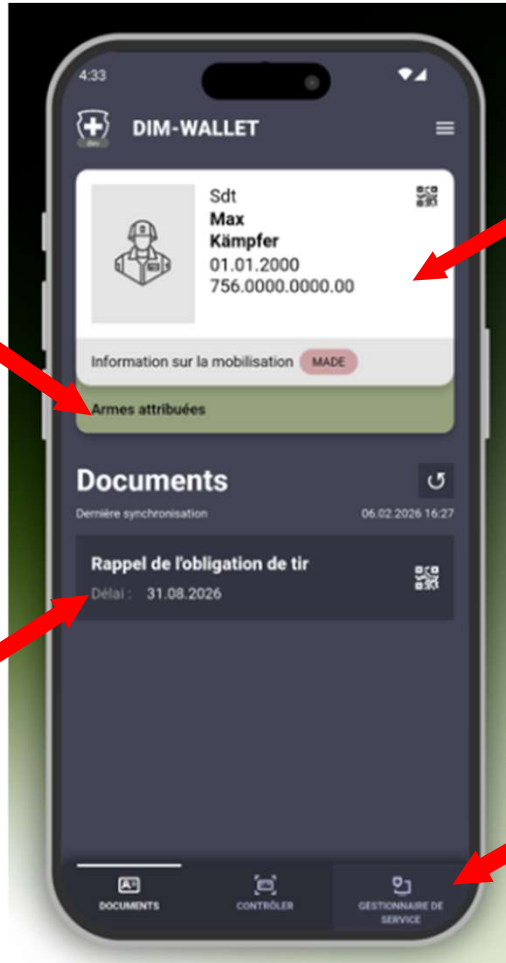 4:33
DIM-WALLET
Sdt
Max
Kämpfer
01.01.2000
756.0000.0000.00
Information sur la mobilisation MADE
Armes attribuées
Documents
Dernière synchronisation 06.02.2026 16:27
Rappel de l'obligation de tir
Délai : 31.08.2026
DOCUMENTS CONTRÔLER GESTIONNAIRE DE
SERVICE